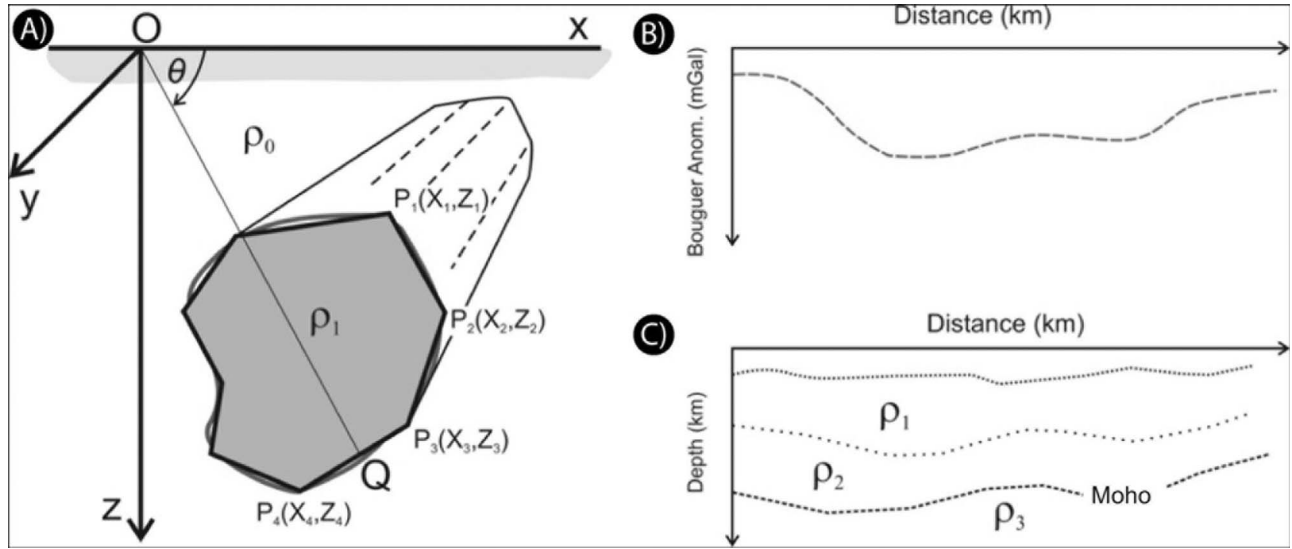 A)
O
x
θ
ρ₀
y
P₁(X₁,Z₁)
ρ₁
P₂(X₂,Z₂)
P₃(X₃,Z₃)
Q
P₄(X₄,Z₄)
z
B)
Distance (km)
Bouguer Anom. (mGal)
C)
Distance (km)
Depth (km)
ρ₁
ρ₂
Moho
ρ₃